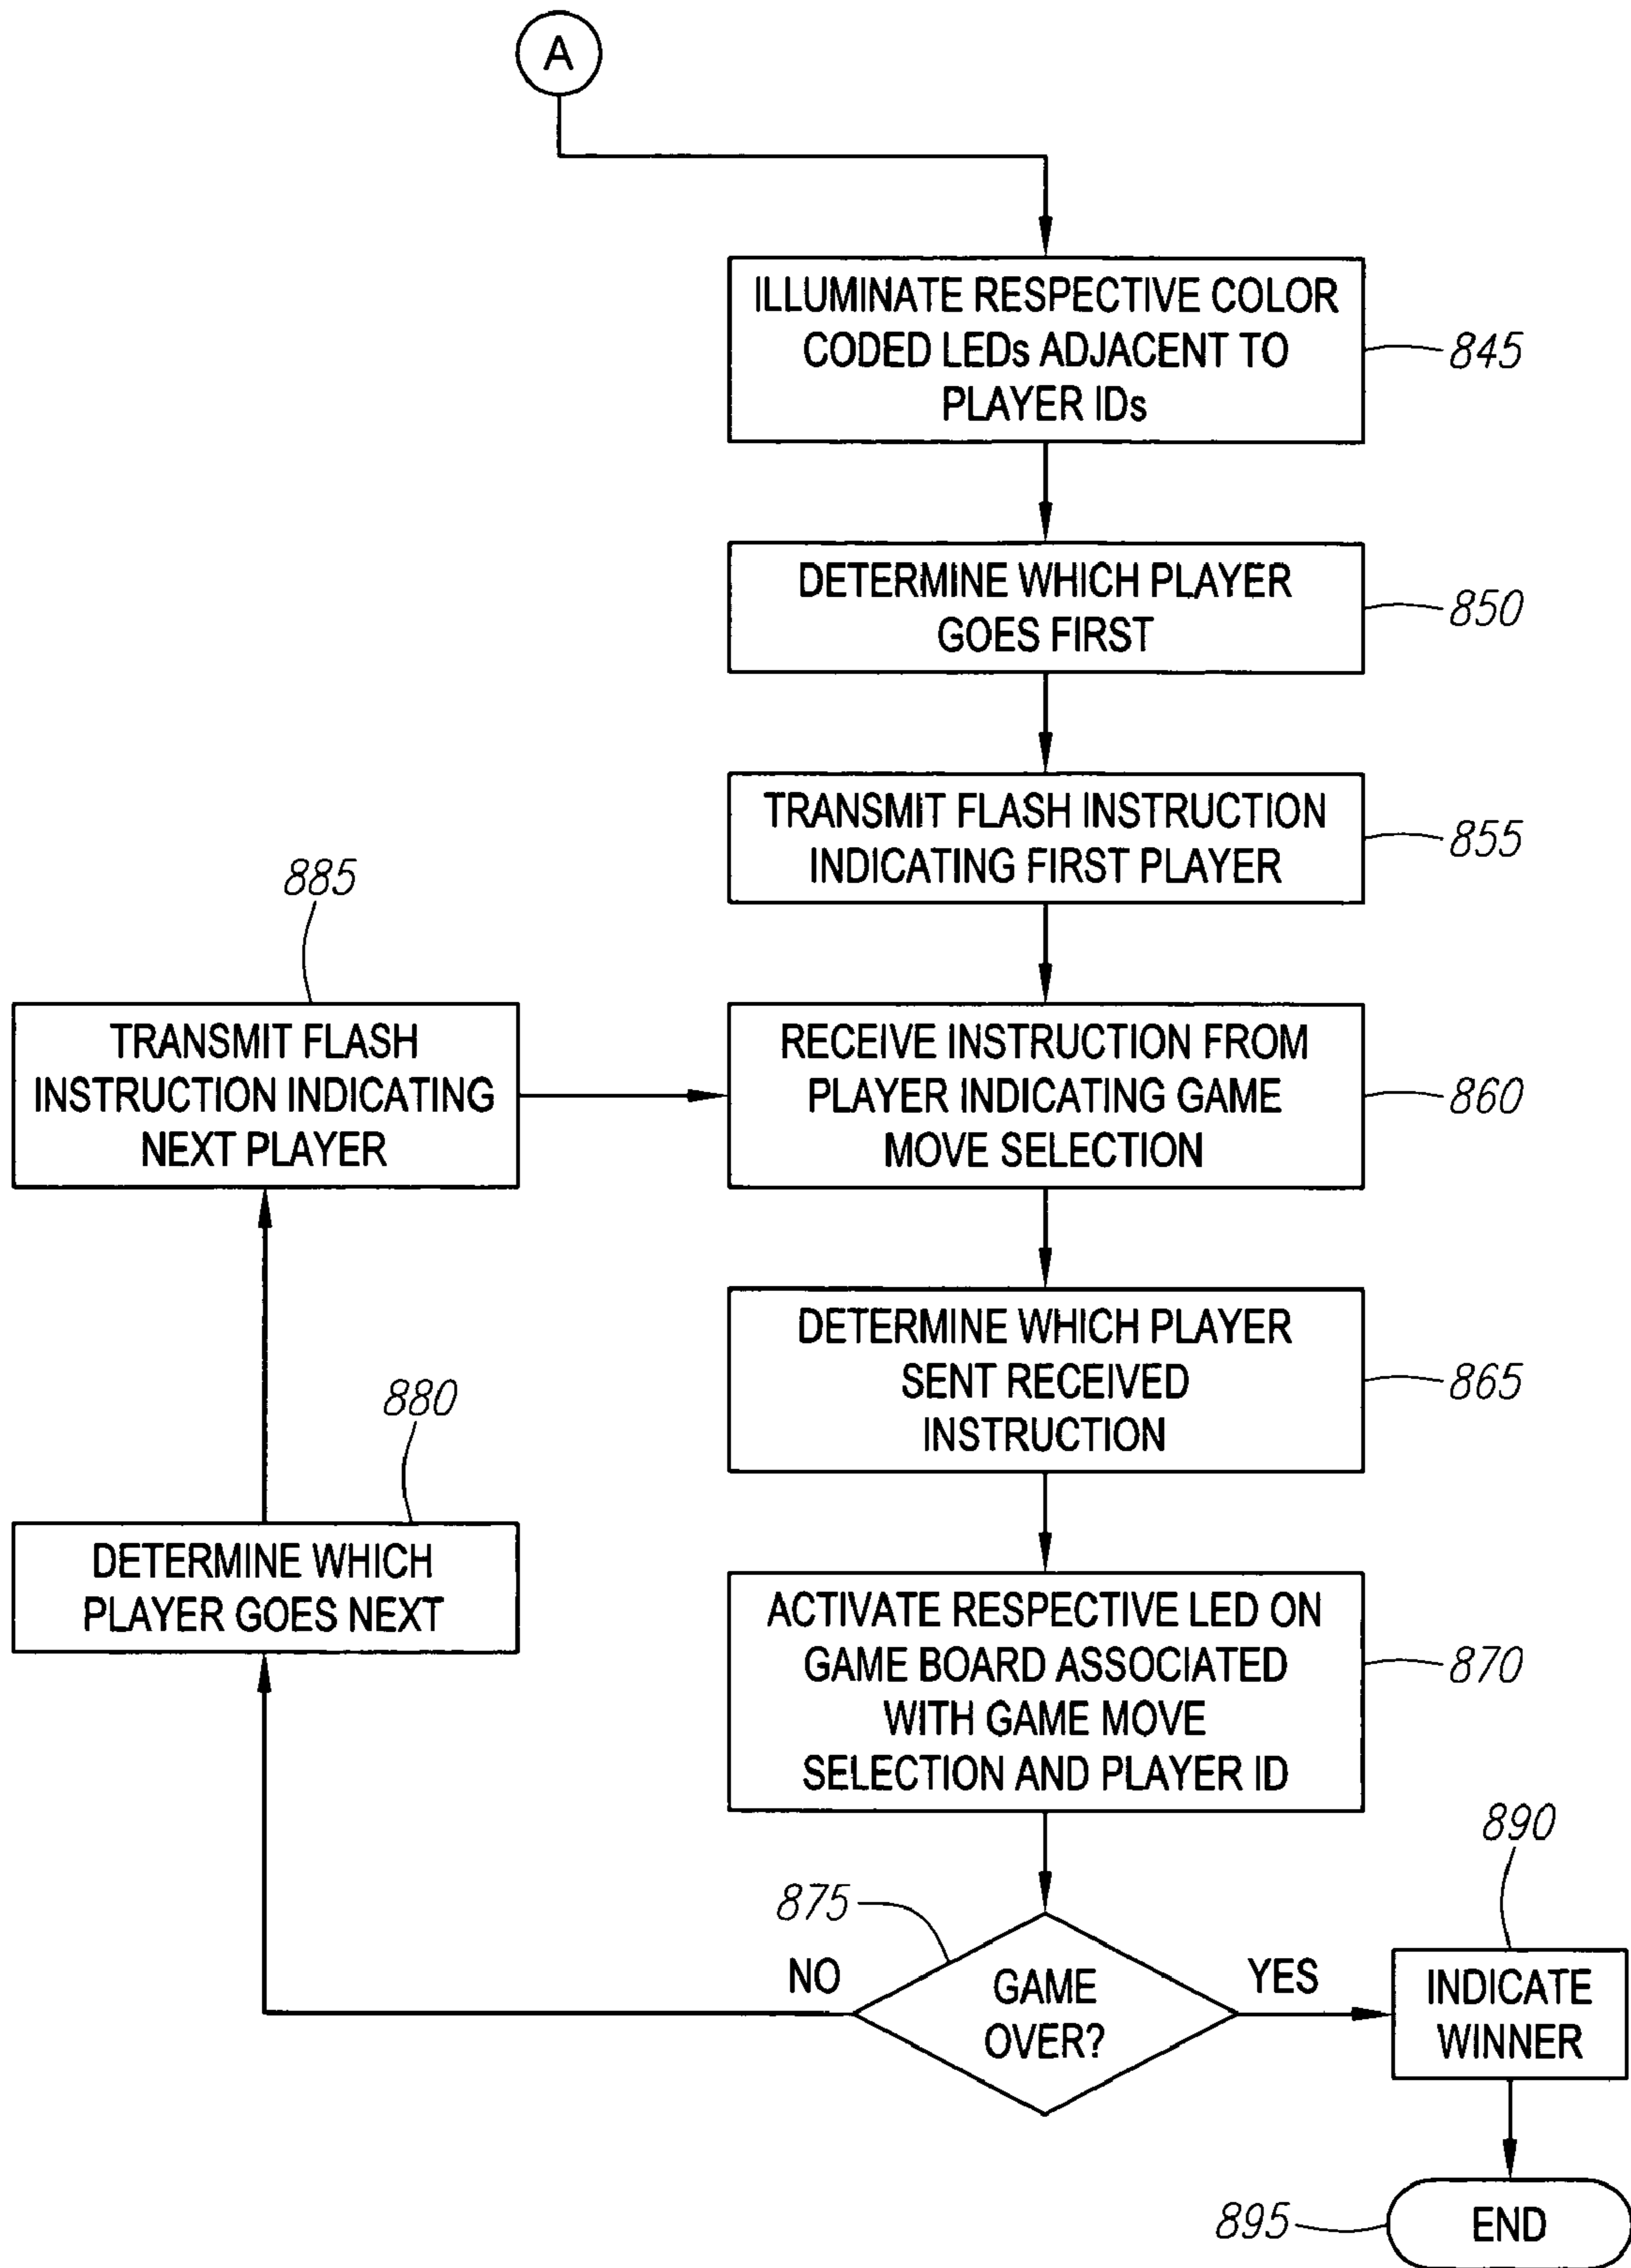 A
ILLUMINATE RESPECTIVE COLOR
CODED LEDs ADJACENT TO
PLAYER IDs
845
DETERMINE WHICH PLAYER
GOES FIRST
850
TRANSMIT FLASH INSTRUCTION
INDICATING FIRST PLAYER
855
885
TRANSMIT FLASH
INSTRUCTION INDICATING
NEXT PLAYER
RECEIVE INSTRUCTION FROM
PLAYER INDICATING GAME
MOVE SELECTION
860
DETERMINE WHICH PLAYER
SENT RECEIVED
INSTRUCTION
865
880
DETERMINE WHICH
PLAYER GOES NEXT
ACTIVATE RESPECTIVE LED ON
GAME BOARD ASSOCIATED
WITH GAME MOVE
SELECTION AND PLAYER ID
870
875
NO
GAME
OVER?
YES
890
INDICATE
WINNER
895
END